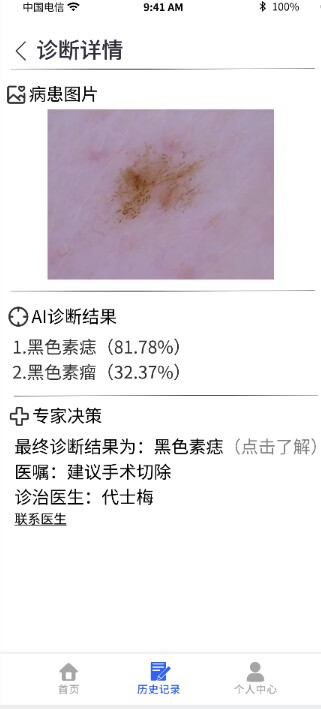 中国电信 9:41 AM 100%
诊断详情
病患图片
AI诊断结果
1.黑色素痣（81.78%）
2.黑色素瘤（32.37%）
专家决策
最终诊断结果为：黑色素痣（点击了解）
医嘱：建议手术切除
诊治医生：代士梅
联系医生
首页 历史记录 个人中心